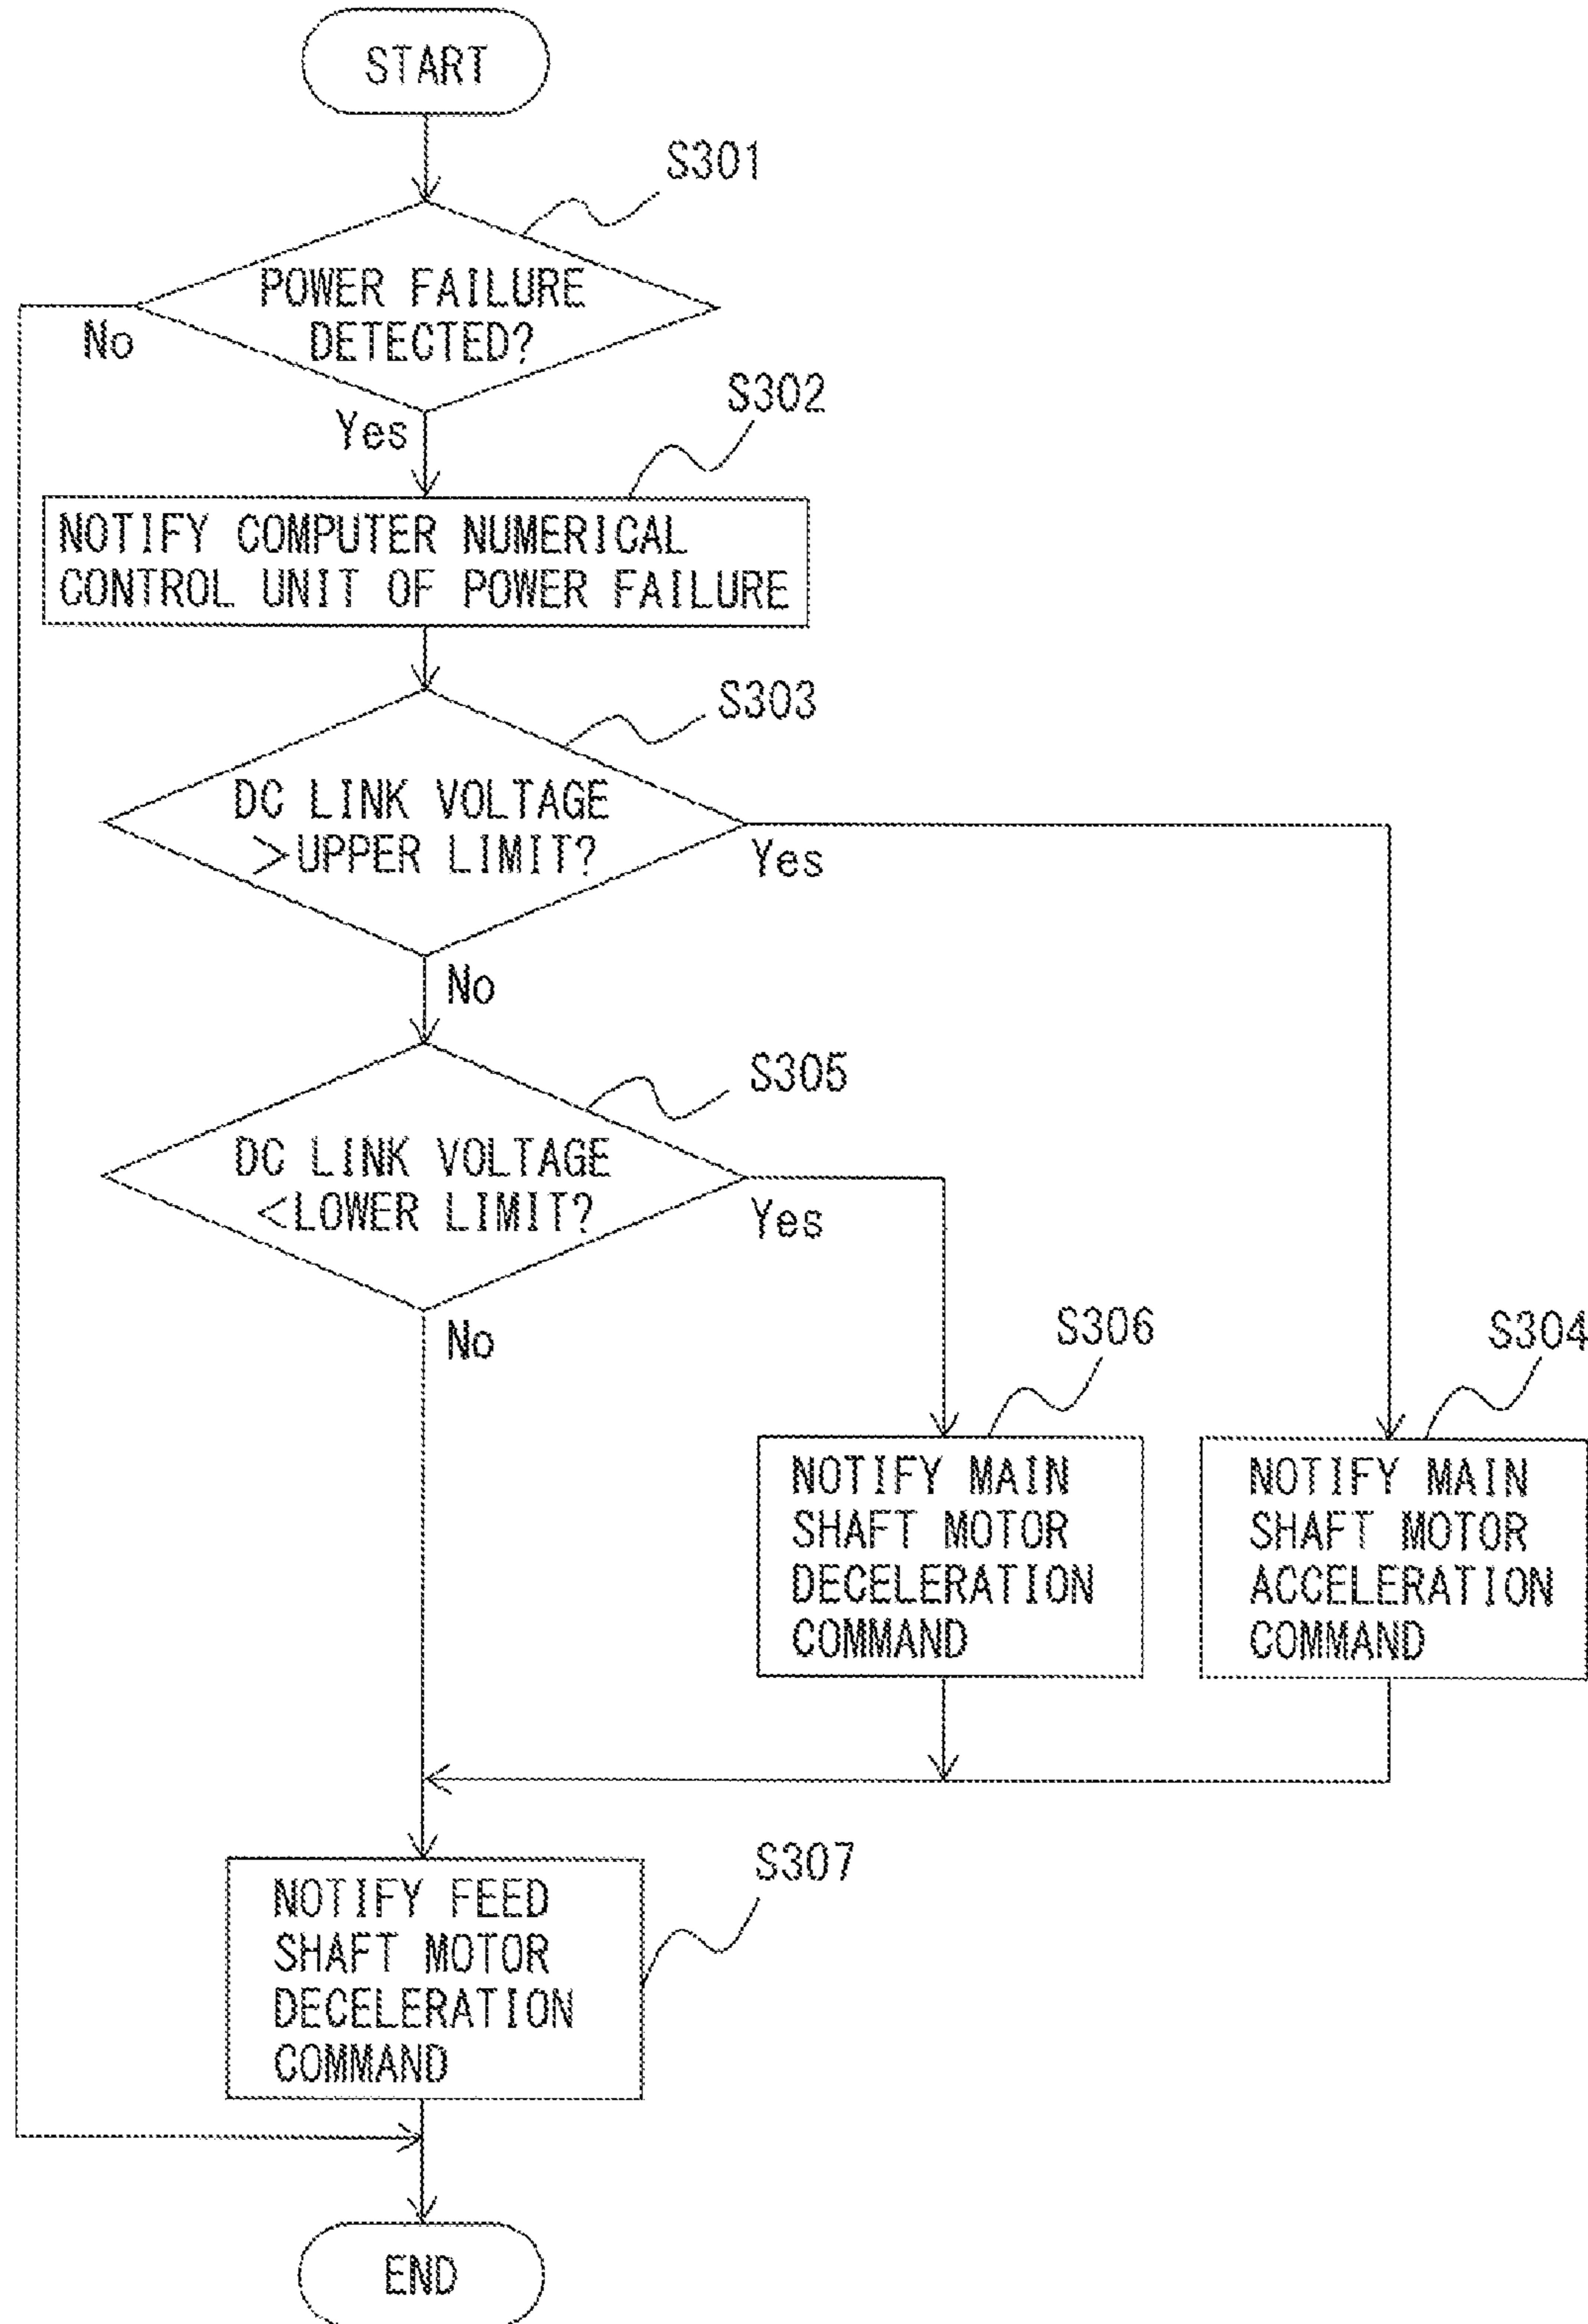 START
S301
POWER FAILURE
DETECTED?
No
Yes
S302
NOTIFY COMPUTER NUMERICAL
CONTROL UNIT OF POWER FAILURE
S303
DC LINK VOLTAGE
>UPPER LIMIT?
Yes
No
S305
DC LINK VOLTAGE
<LOWER LIMIT?
Yes
No
S306
NOTIFY MAIN
SHAFT MOTOR
DECELERATION
COMMAND
S304
NOTIFY MAIN
SHAFT MOTOR
ACCELERATION
COMMAND
S307
NOTIFY FEED
SHAFT MOTOR
DECELERATION
COMMAND
END